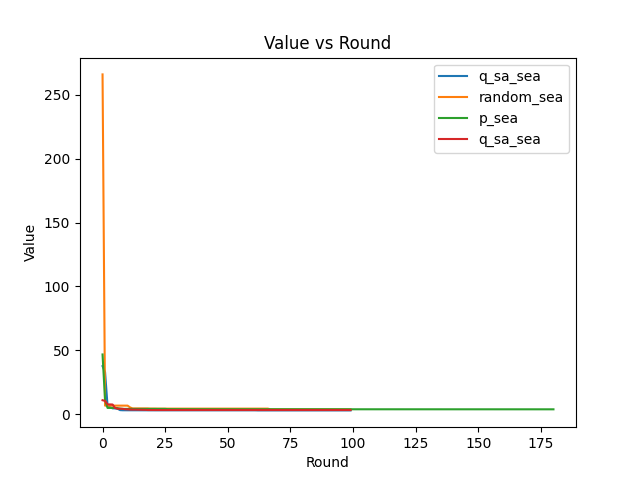 Value vs Round
q_sa_sea
random_sea
p_sea
q_sa_sea
Value
250
200
150
100
50
0
0 25 50 75 100 125 150 175
Round